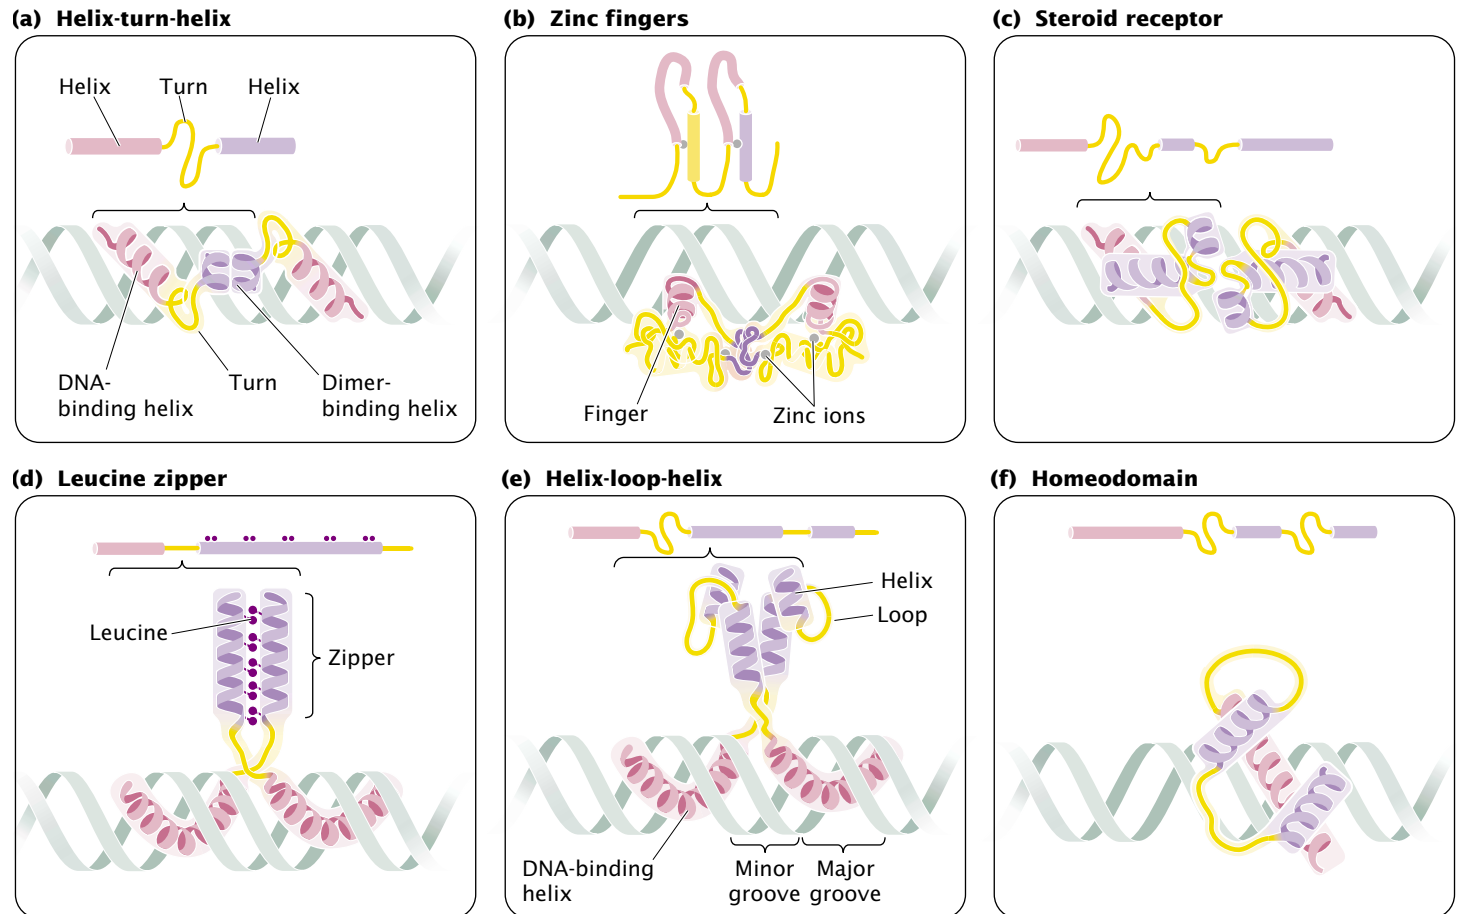 (a) Helix-turn-helix
Helix
Turn
Helix
DNA-
binding helix
Turn
Dimer-
binding helix
(b) Zinc fingers
Finger
Zinc ions
(c) Steroid receptor
(d) Leucine zipper
Leucine
Zipper
(e) Helix-loop-helix
Helix
Loop
DNA-binding
helix
Minor
groove
Major
groove
(f) Homeodomain